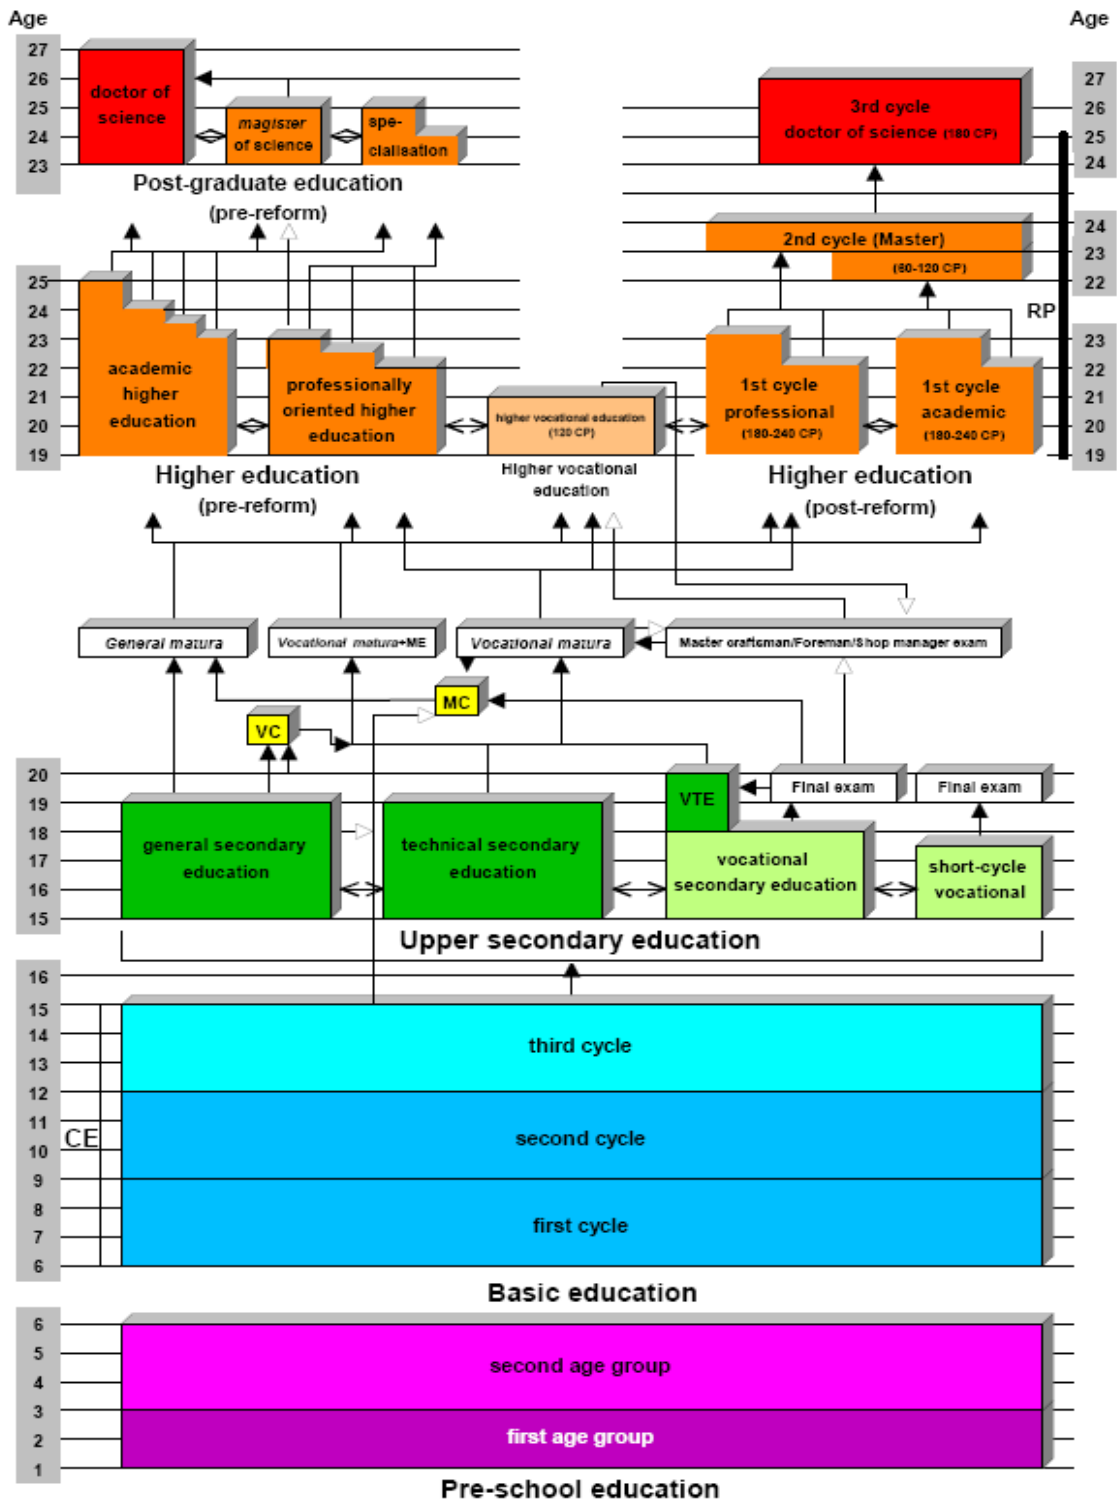 Age
Age
27
26
25
24
23
doctor of
science
magister
of science
spe-
cialisation
Post-graduate education
(pre-reform)
27
26
25
24
3rd cycle
doctor of science (180 CP)
24
23
22
2nd cycle (Master)
(60-120 CP)
RP
25
24
23
22
21
20
19
academic
higher
education
professionally
oriented higher
education
higher vocational education
(120 CP)
1st cycle
professional
(180-240 CP)
1st cycle
academic
(180-240 CP)
23
22
21
20
19
Higher education
(pre-reform)
Higher vocational
education
Higher education
(post-reform)
General matura
Vocational matura+ME
Vocational matura
Master craftsman/Foreman/Shop manager exam
MC
VC
20
19
18
17
16
15
general secondary
education
technical secondary
education
VTE
Final exam
Final exam
vocational
secondary education
short-cycle
vocational
Upper secondary education
16
15
14
13
12
11
10
9
8
7
6
CE
third cycle
second cycle
first cycle
Basic education
6
5
4
3
2
1
second age group
first age group
Pre-school education